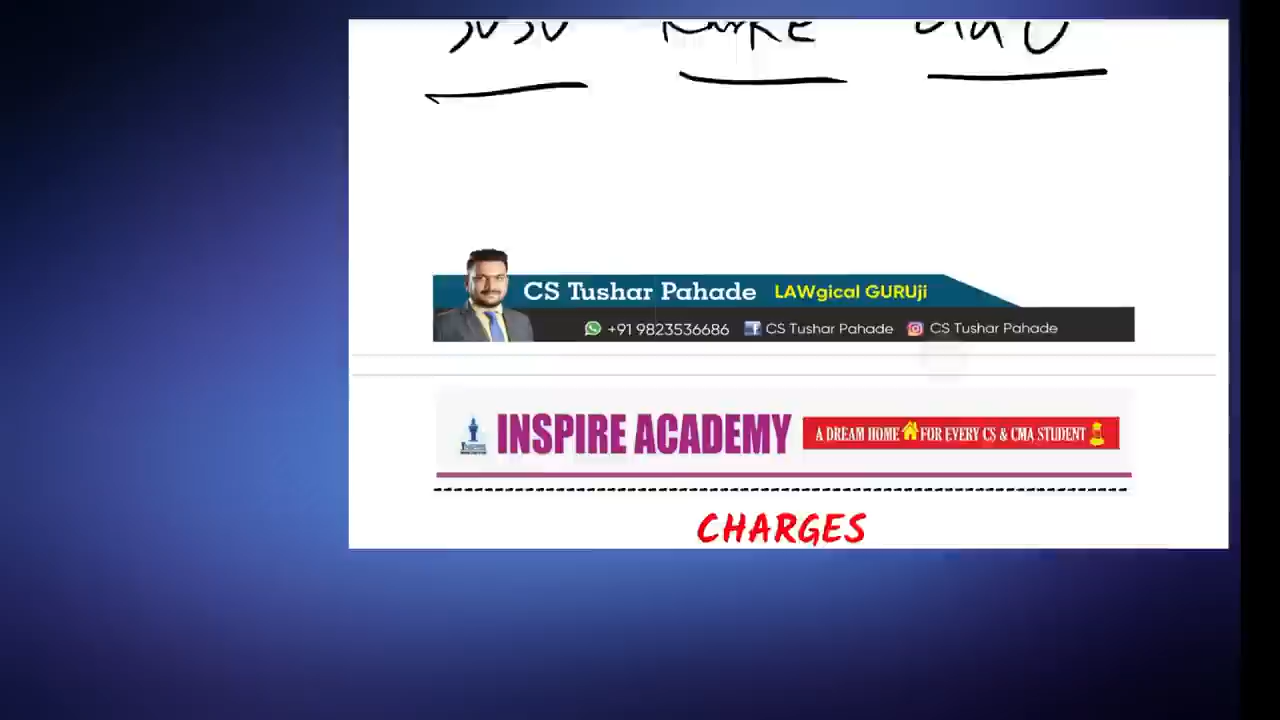 CS Tushar Pahade LAWgical GURUji
+91 9823536686 CS Tushar Pahade CS Tushar Pahade
INSPIRE ACADEMY A DREAM HOME FOR EVERY CS & CMA STUDENT
CHARGES